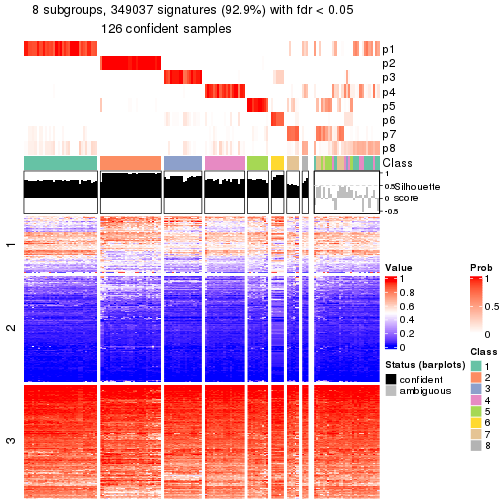 8 subgroups, 349037 signatures (92.9%) with fdr < 0.05
126 confident samples
p1
p2
p3
p4
p5
p6
p7
p8
Class
1
0.5
0
-0.5
Silhouette
score
1
2
3
Value
1
0.8
0.6
0.4
0.2
0
Prob
1
0.5
0
Status (barplots)
confident
ambiguous
Class
1
2
3
4
5
6
7
8